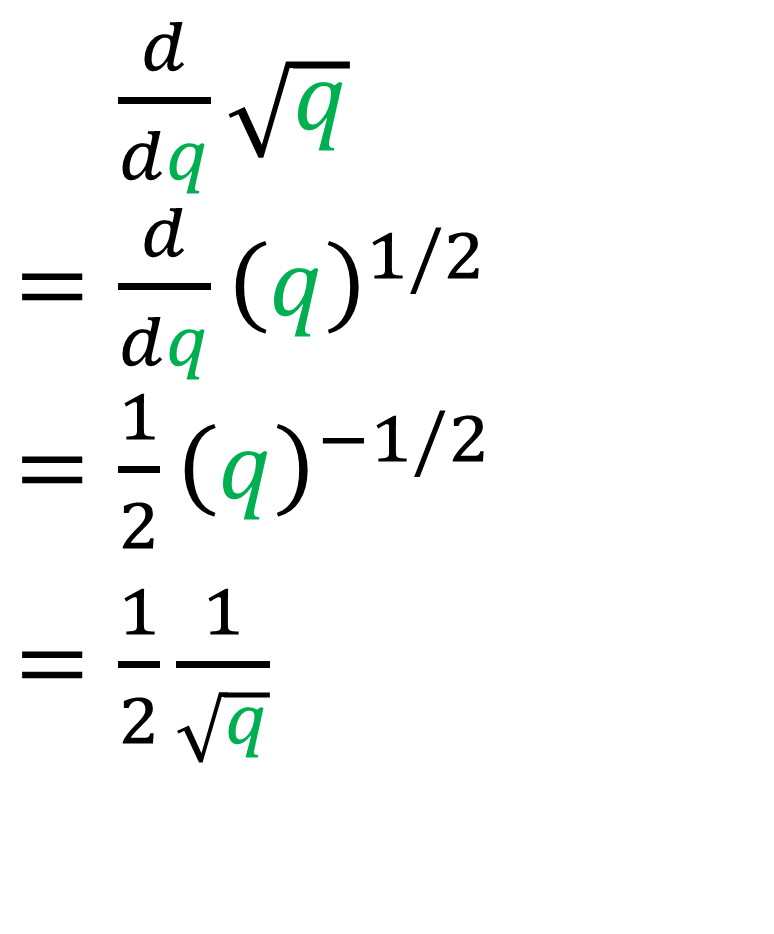 d/dq √q
= d/dq (q)^1/2
= 1/2 (q)^−1/2
= 1/2 1/√q